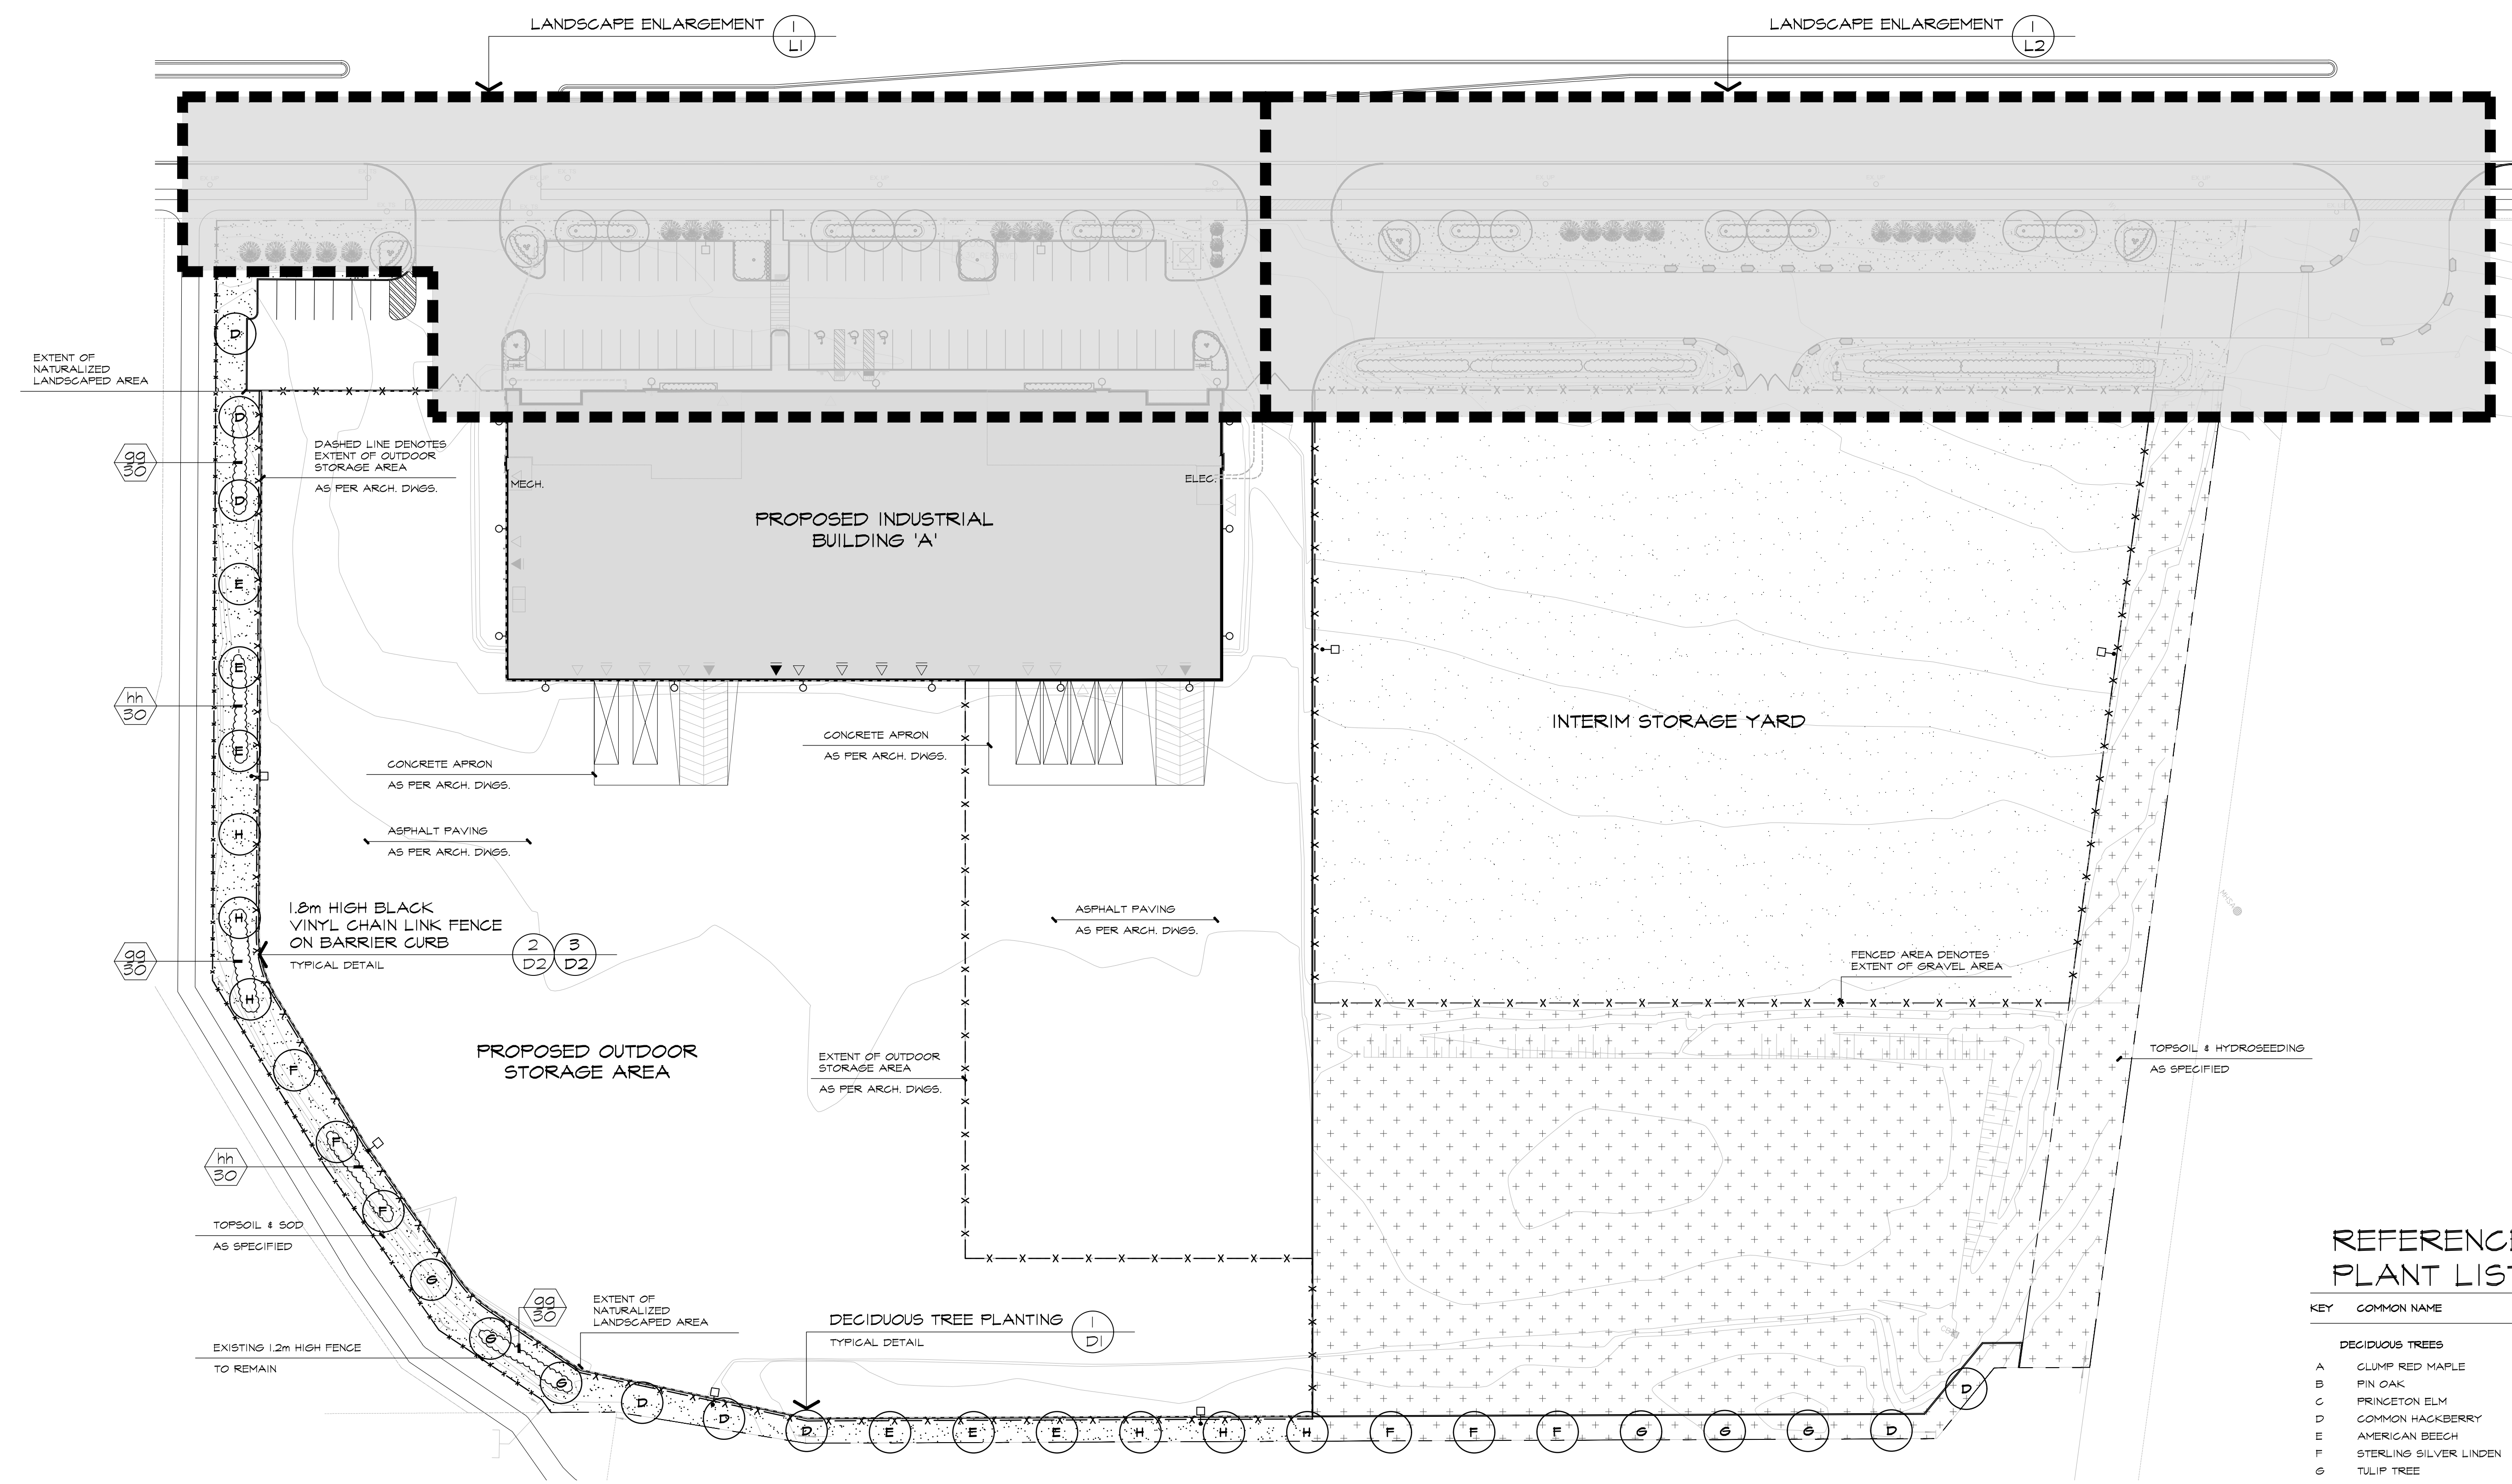 LANDSCAPE ENLARGEMENT
1
L1
LANDSCAPE ENLARGEMENT
1
L2
D
EXTENT OF
NATURALIZED
LANDSCAPED AREA
D
DASHED LINE DENOTES
EXTENT OF OUTDOOR
STORAGE AREA
AS PER ARCH. DWGS.
gg
30
D
MECH.
ELEC.
PROPOSED INDUSTRIAL
BUILDING 'A'
E
E
hh
30
E
INTERIM STORAGE YARD
CONCRETE APRON
AS PER ARCH. DWGS.
CONCRETE APRON
AS PER ARCH. DWGS.
H
ASPHALT PAVING
AS PER ARCH. DWGS.
H
1.8m HIGH BLACK
VINYL CHAIN LINK FENCE
ON BARRIER CURB
TYPICAL DETAIL
2
D2
3
D2
ASPHALT PAVING
AS PER ARCH. DWGS.
gg
30
FENCED AREA DENOTES
EXTENT OF GRAVEL AREA
H
F
PROPOSED OUTDOOR
STORAGE AREA
EXTENT OF OUTDOOR
STORAGE AREA
AS PER ARCH. DWGS.
TOPSOIL & HYDROSEEDING
AS SPECIFIED
F
hh
30
F
TOPSOIL & SOD
AS SPECIFIED
G
gg
30
EXTENT OF
NATURALIZED
LANDSCAPED AREA
G
EXISTING 1.2m HIGH FENCE
TO REMAIN
DECIDUOUS TREE PLANTING
TYPICAL DETAIL
1
D1
G
D
D
D
E
E
E
H
H
H
F
F
F
G
G
G
D
D
REFERENCE
PLANT LIST
KEY COMMON NAME
DECIDUOUS TREES
A CLUMP RED MAPLE
B PIN OAK
C PRINCETON ELM
D COMMON HACKBERRY
E AMERICAN BEECH
F STERLING SILVER LINDEN
G TULIP TREE